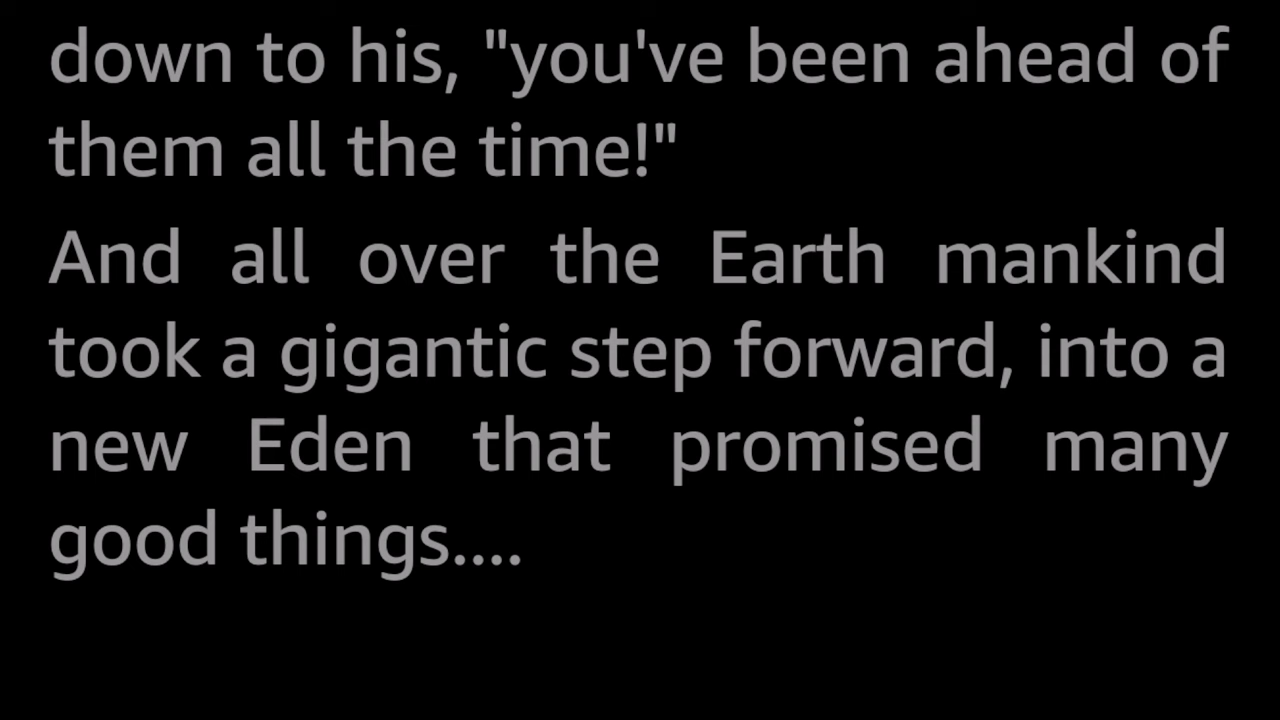 down to his, "you've been ahead of
them all the time!"
And all over the Earth mankind
took a gigantic step forward, into a
new Eden that promised many
good things....